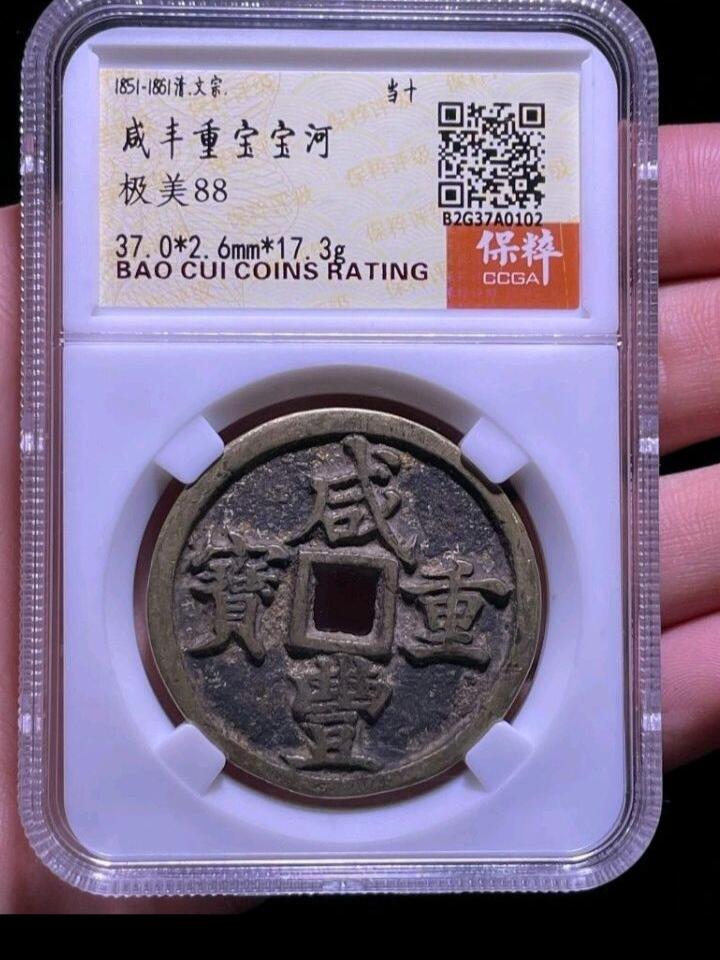 1851-1861清.文宗.
当十
咸丰重宝宝河
极美88
B2G37A0102
37.0*2.6mm*17.3g
保粹
BAO CUI COINS RATING
CCGA
咸
寶 重
豐